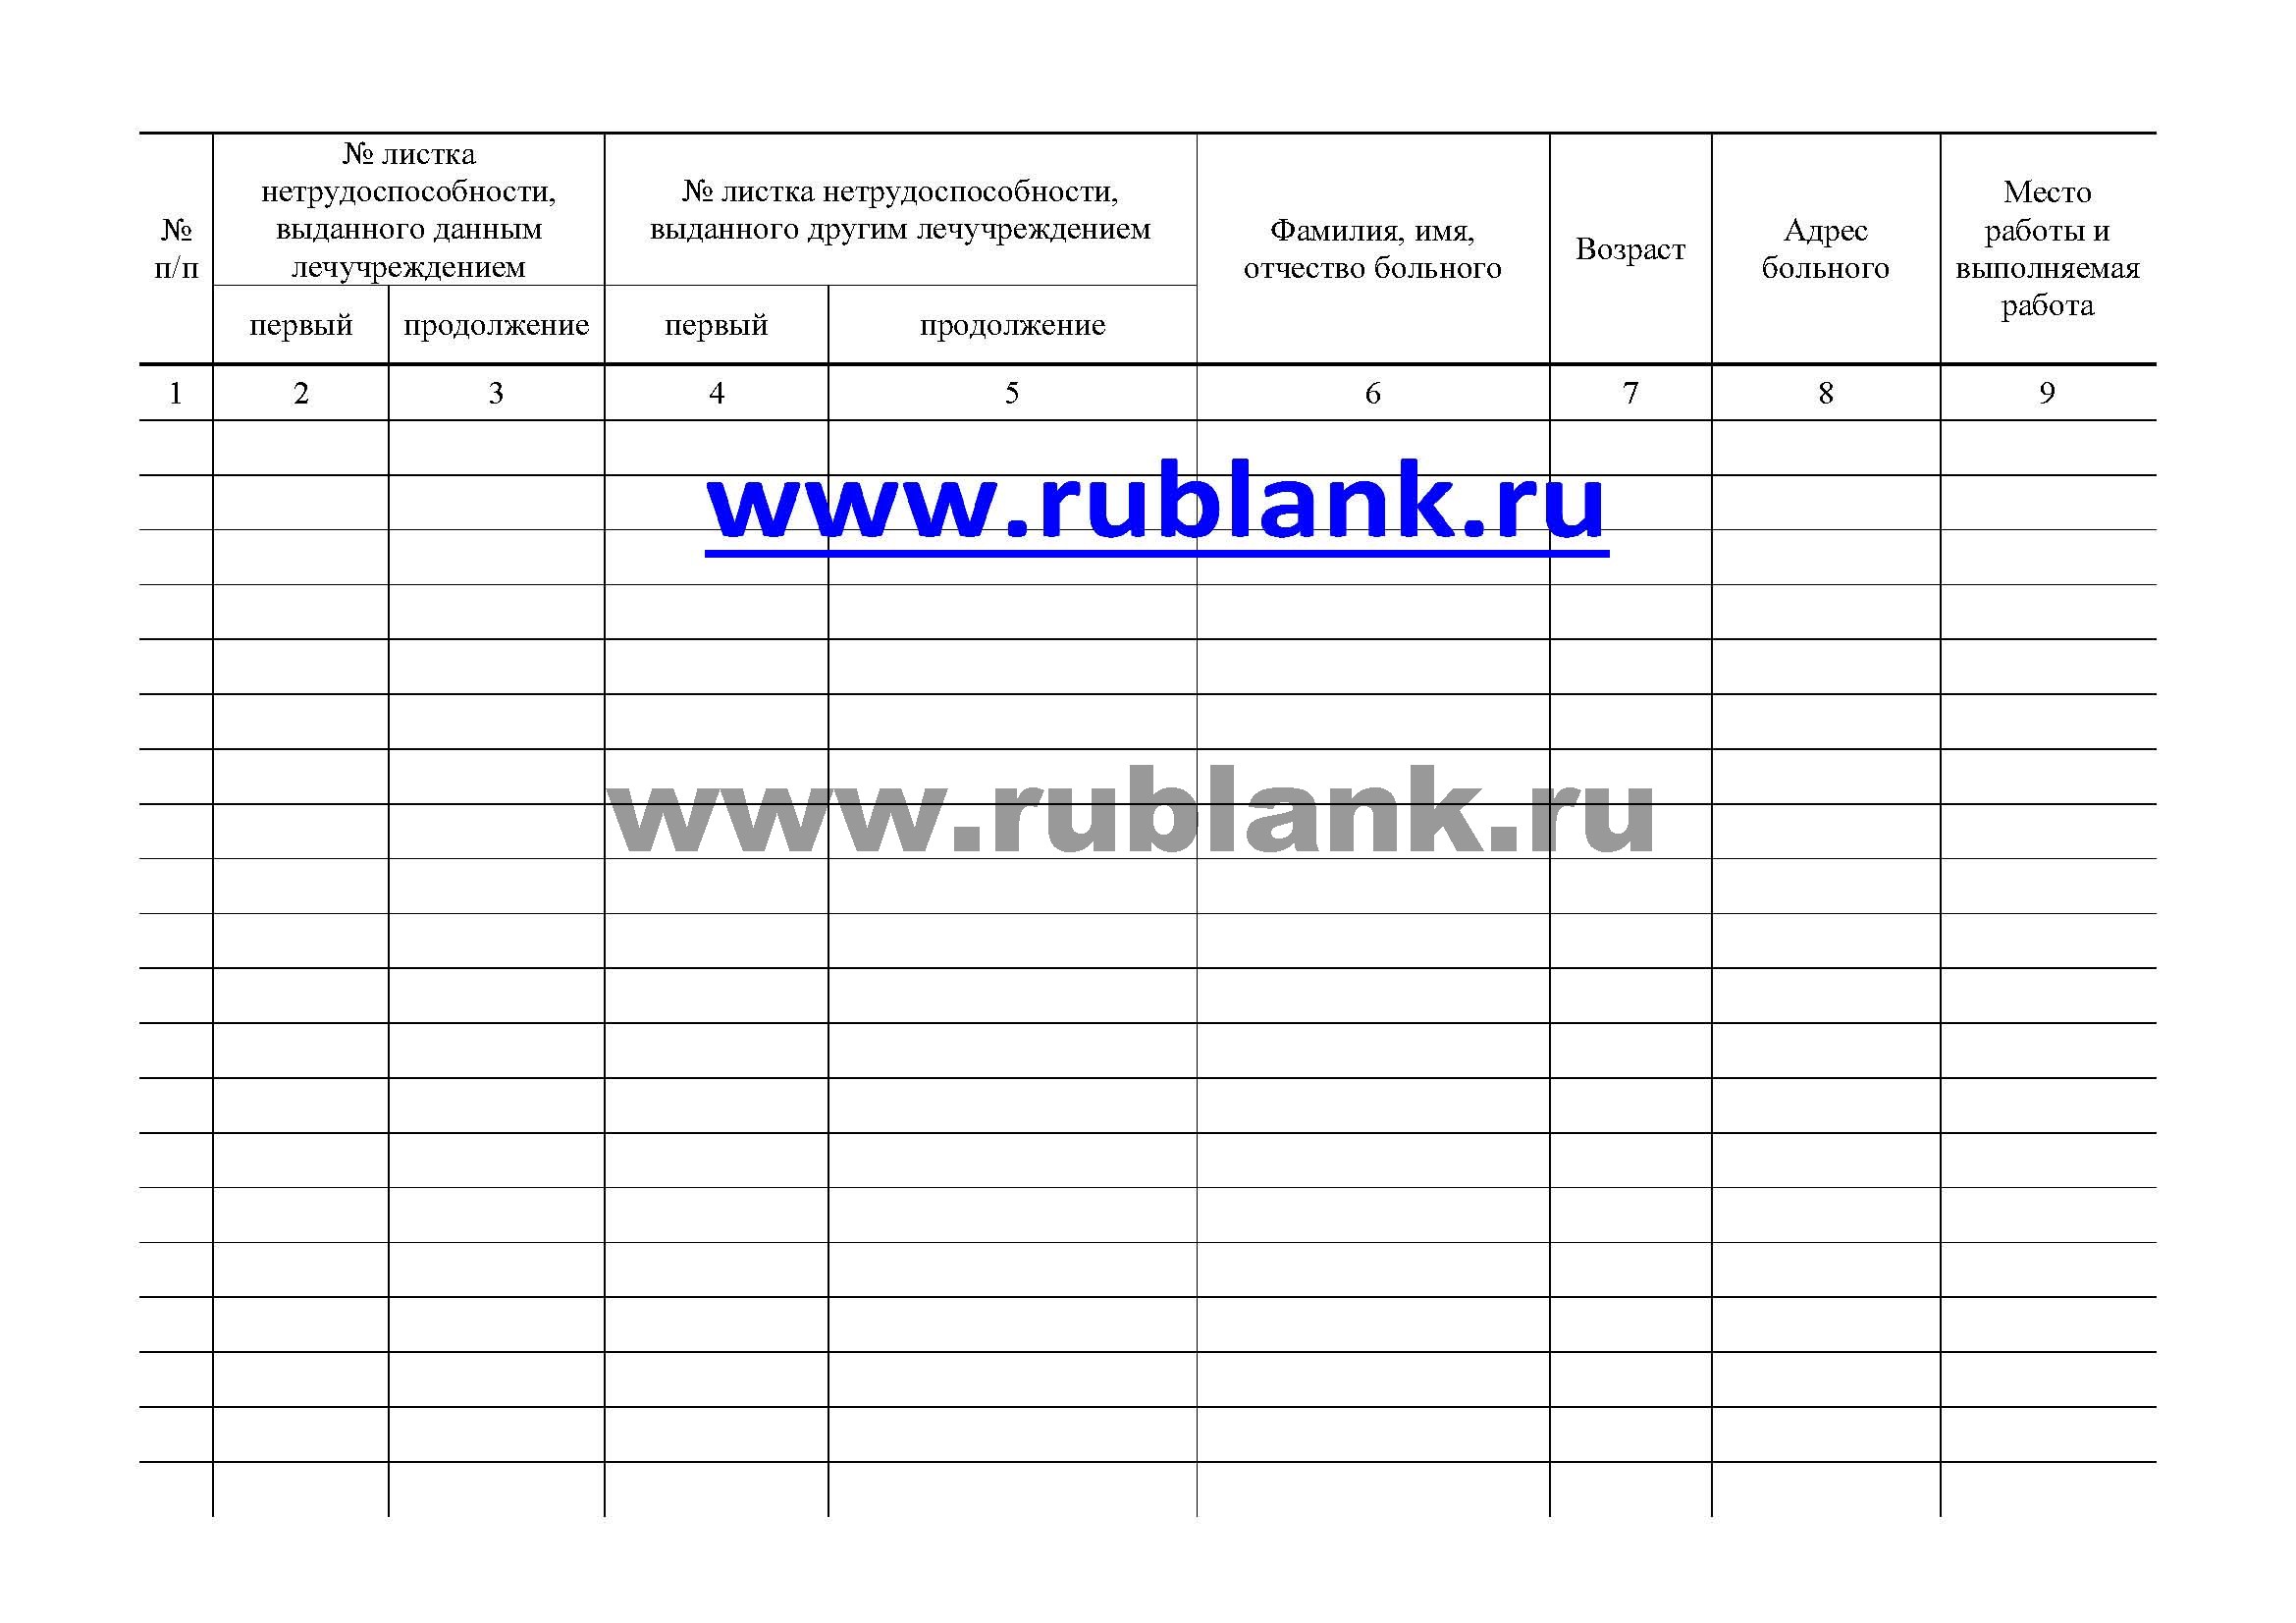 №
п/п
№ листка
нетрудоспособности,
выданного данным
лечучреждением
№ листка нетрудоспособности,
выданного другим лечучреждением
Фамилия, имя,
отчество больного
Возраст
Адрес
больного
Место
работы и
выполняемая
работа
первый
продолжение
первый
продолжение
1 2 3 4 5 6 7 8 9
www.rublank.ru
www.rublank.ru